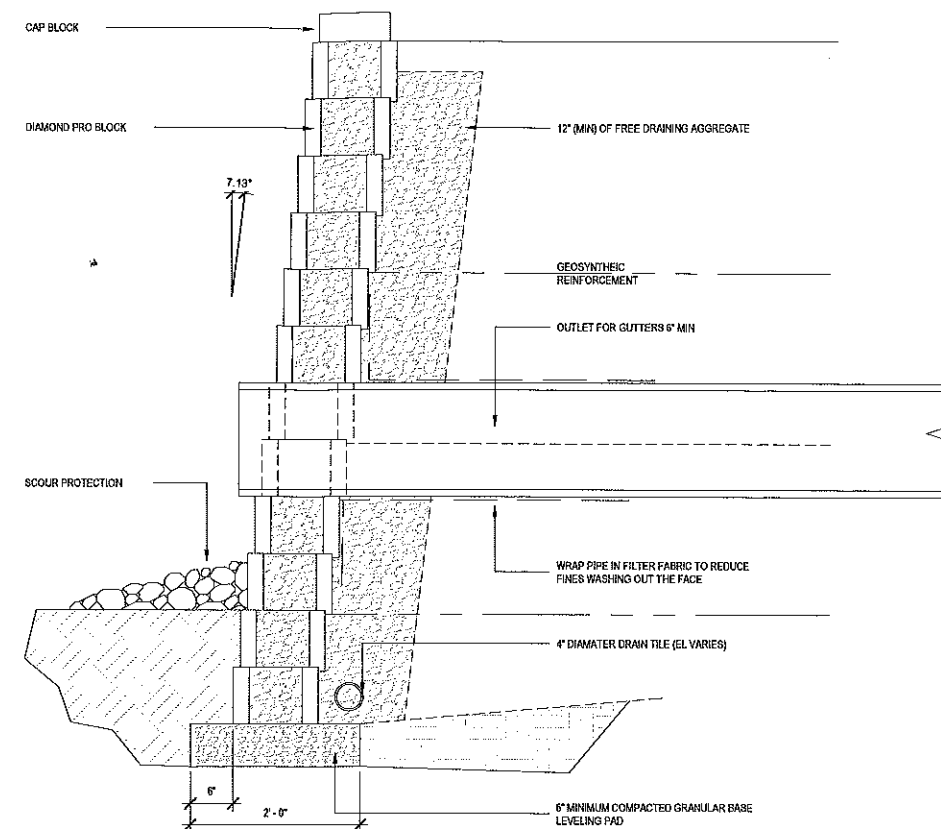 CAP BLOCK
DIAMOND PRO BLOCK
12" (MIN) OF FREE DRAINING AGGREGATE
7.13°
GEOSYNTHEIC
REINFORCEMENT
OUTLET FOR GUTTERS 6" MIN
SCOUR PROTECTION
WRAP PIPE IN FILTER FABRIC TO REDUCE
FINES WASHING OUT THE FACE
4" DIAMATER DRAIN TILE (EL VARIES)
6"
2' - 0"
6" MINIMUM COMPACTED GRANULAR BASE
LEVELING PAD